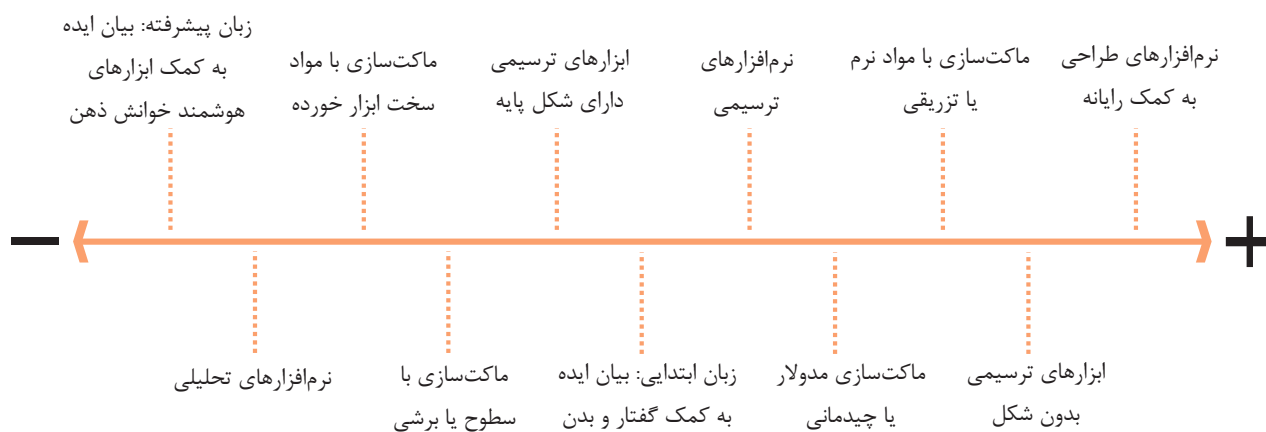 نرم‌افزارهای طراحی
به کمک رایانه
ماکت‌سازی با مواد نرم
یا تزریقی
نرم‌افزارهای
ترسیمی
ابزارهای ترسیمی
دارای شکل پایه
ماکت‌سازی با مواد
سخت ابزار خورده
زبان پیشرفته: بیان ایده
به کمک ابزارهای
هوشمند خوانش ذهن
+
−
ابزارهای ترسیمی
بدون شکل
ماکت‌سازی مدولار
یا چیدمانی
زبان ابتدایی: بیان ایده
به کمک گفتار و بدن
ماکت‌سازی با
سطوح یا برشی
نرم‌افزارهای تحلیلی